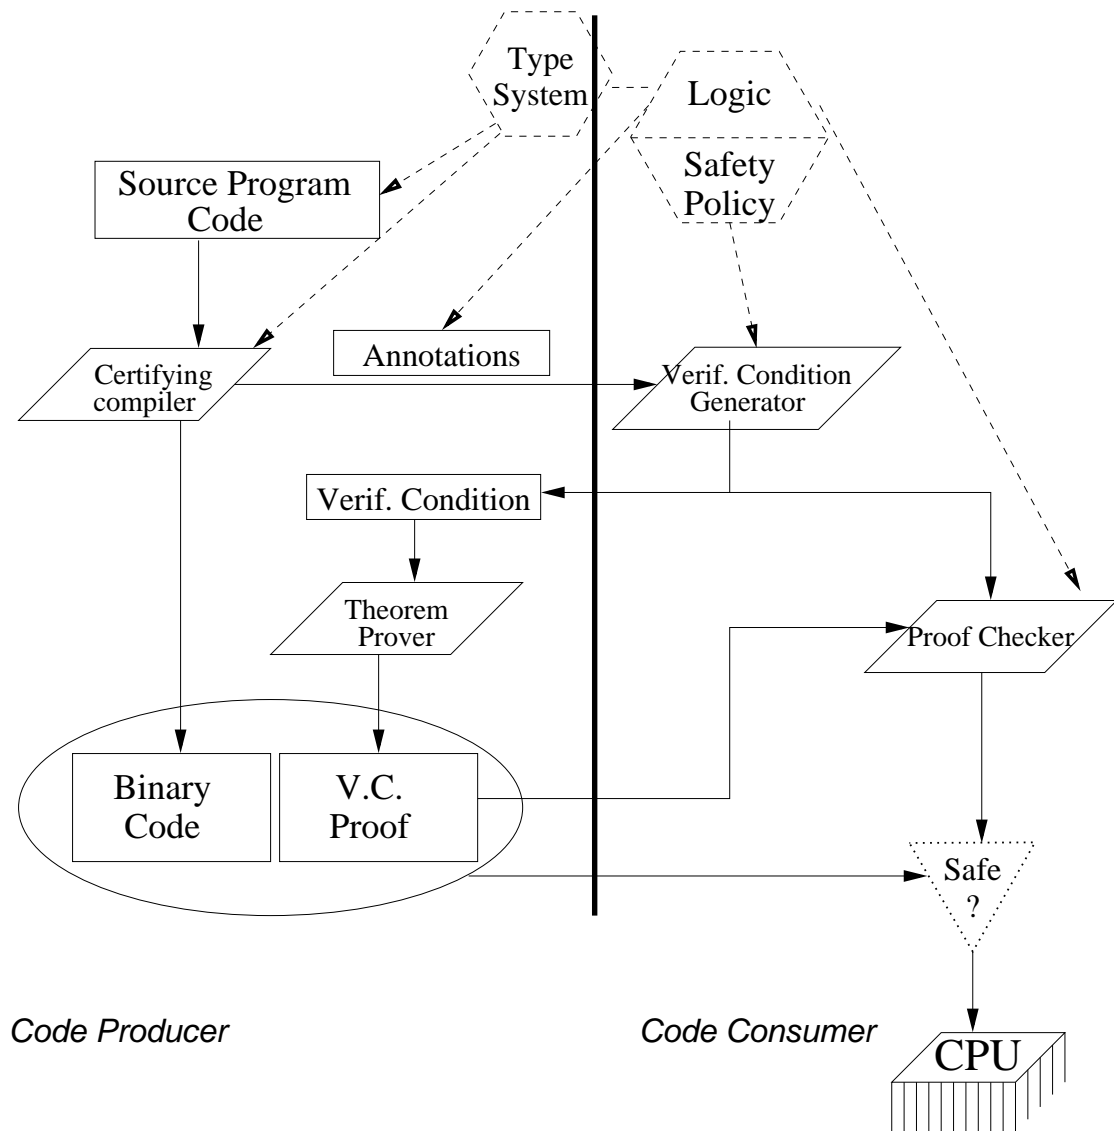 Type
System
Logic
Safety
Policy
Source Program
Code
Annotations
Certifying
compiler
Verif. Condition
Generator
Verif. Condition
Theorem
Prover
Proof Checker
Binary
Code
V.C.
Proof
Safe
?
Code Producer
Code Consumer
CPU